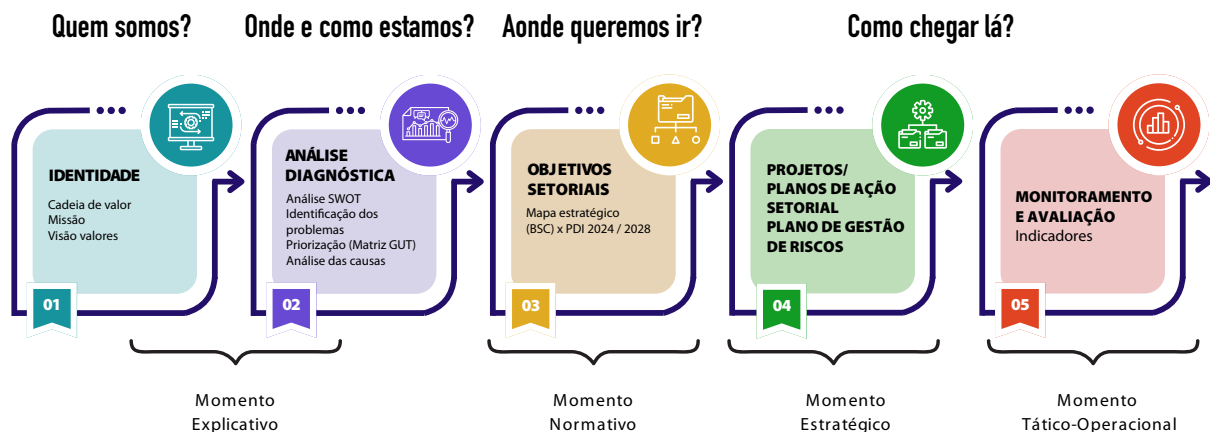 Quem somos?
Onde e como estamos?
Aonde queremos ir?
Como chegar lá?
IDENTIDADE
Cadeia de valor
Missão
Visão valores
01
ANÁLISE
DIAGNÓSTICA
Análise SWOT
Identificação dos
problemas
Priorização (Matriz GUT)
Análise das causas
02
OBJETIVOS
SETORIAIS
Mapa estratégico
(BSC) x PDI 2024 / 2028
03
PROJETOS/
PLANOS DE AÇÃO
SETORIAL
PLANO DE GESTÃO
DE RISCOS
04
MONITORAMENTO
E AVALIAÇÃO
Indicadores
05
Momento
Explicativo
Momento
Normativo
Momento
Estratégico
Momento
Tático-Operacional